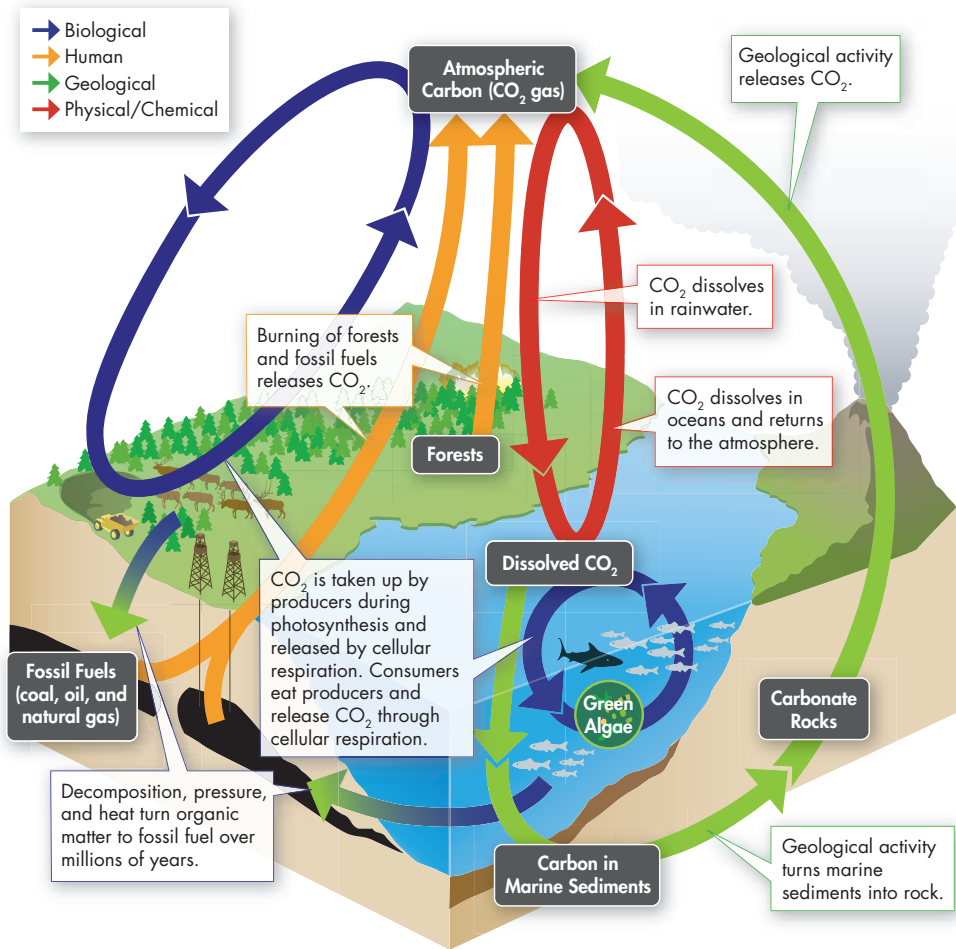 Biological
Human
Geological
Physical/Chemical
Atmospheric
Carbon (CO₂ gas)
Geological activity
releases CO₂.
CO₂ dissolves
in rainwater.
Burning of forests
and fossil fuels
releases CO₂.
CO₂ dissolves in
oceans and returns
to the atmosphere.
Forests
Dissolved CO₂
CO₂ is taken up by
producers during
photosynthesis and
released by cellular
respiration. Consumers
eat producers and
release CO₂ through
cellular respiration.
Fossil Fuels
(coal, oil, and
natural gas)
Green
Algae
Carbonate
Rocks
Decomposition, pressure,
and heat turn organic
matter to fossil fuel over
millions of years.
Carbon in
Marine Sediments
Geological activity
turns marine
sediments into rock.